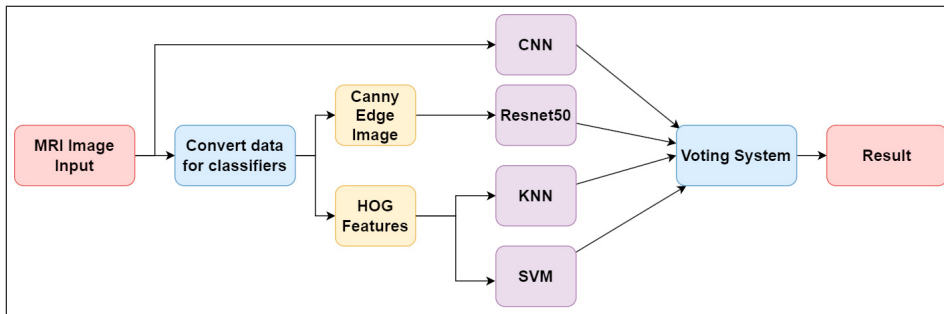 MRI Image
Input
Convert data
for classifiers
Canny
Edge
Image
HOG
Features
CNN
Resnet50
KNN
SVM
Voting System
Result